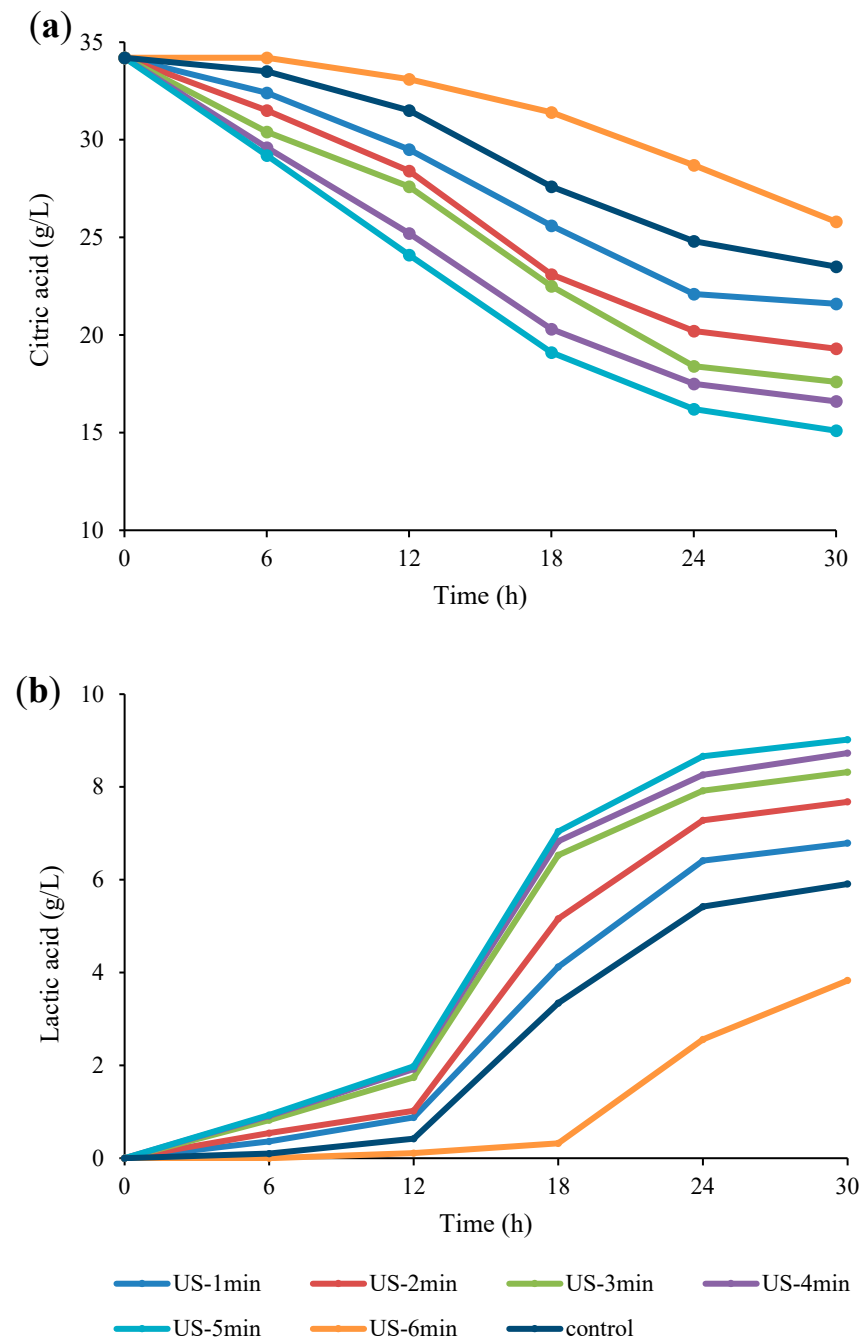 (a)
35
30
25
20
15
10
Citric acid (g/L)
0 6 12 18 24 30
Time (h)
(b)
10
8
6
4
2
0
Lactic acid (g/L)
0 6 12 18 24 30
Time (h)
US-1min US-2min US-3min US-4min
US-5min US-6min control